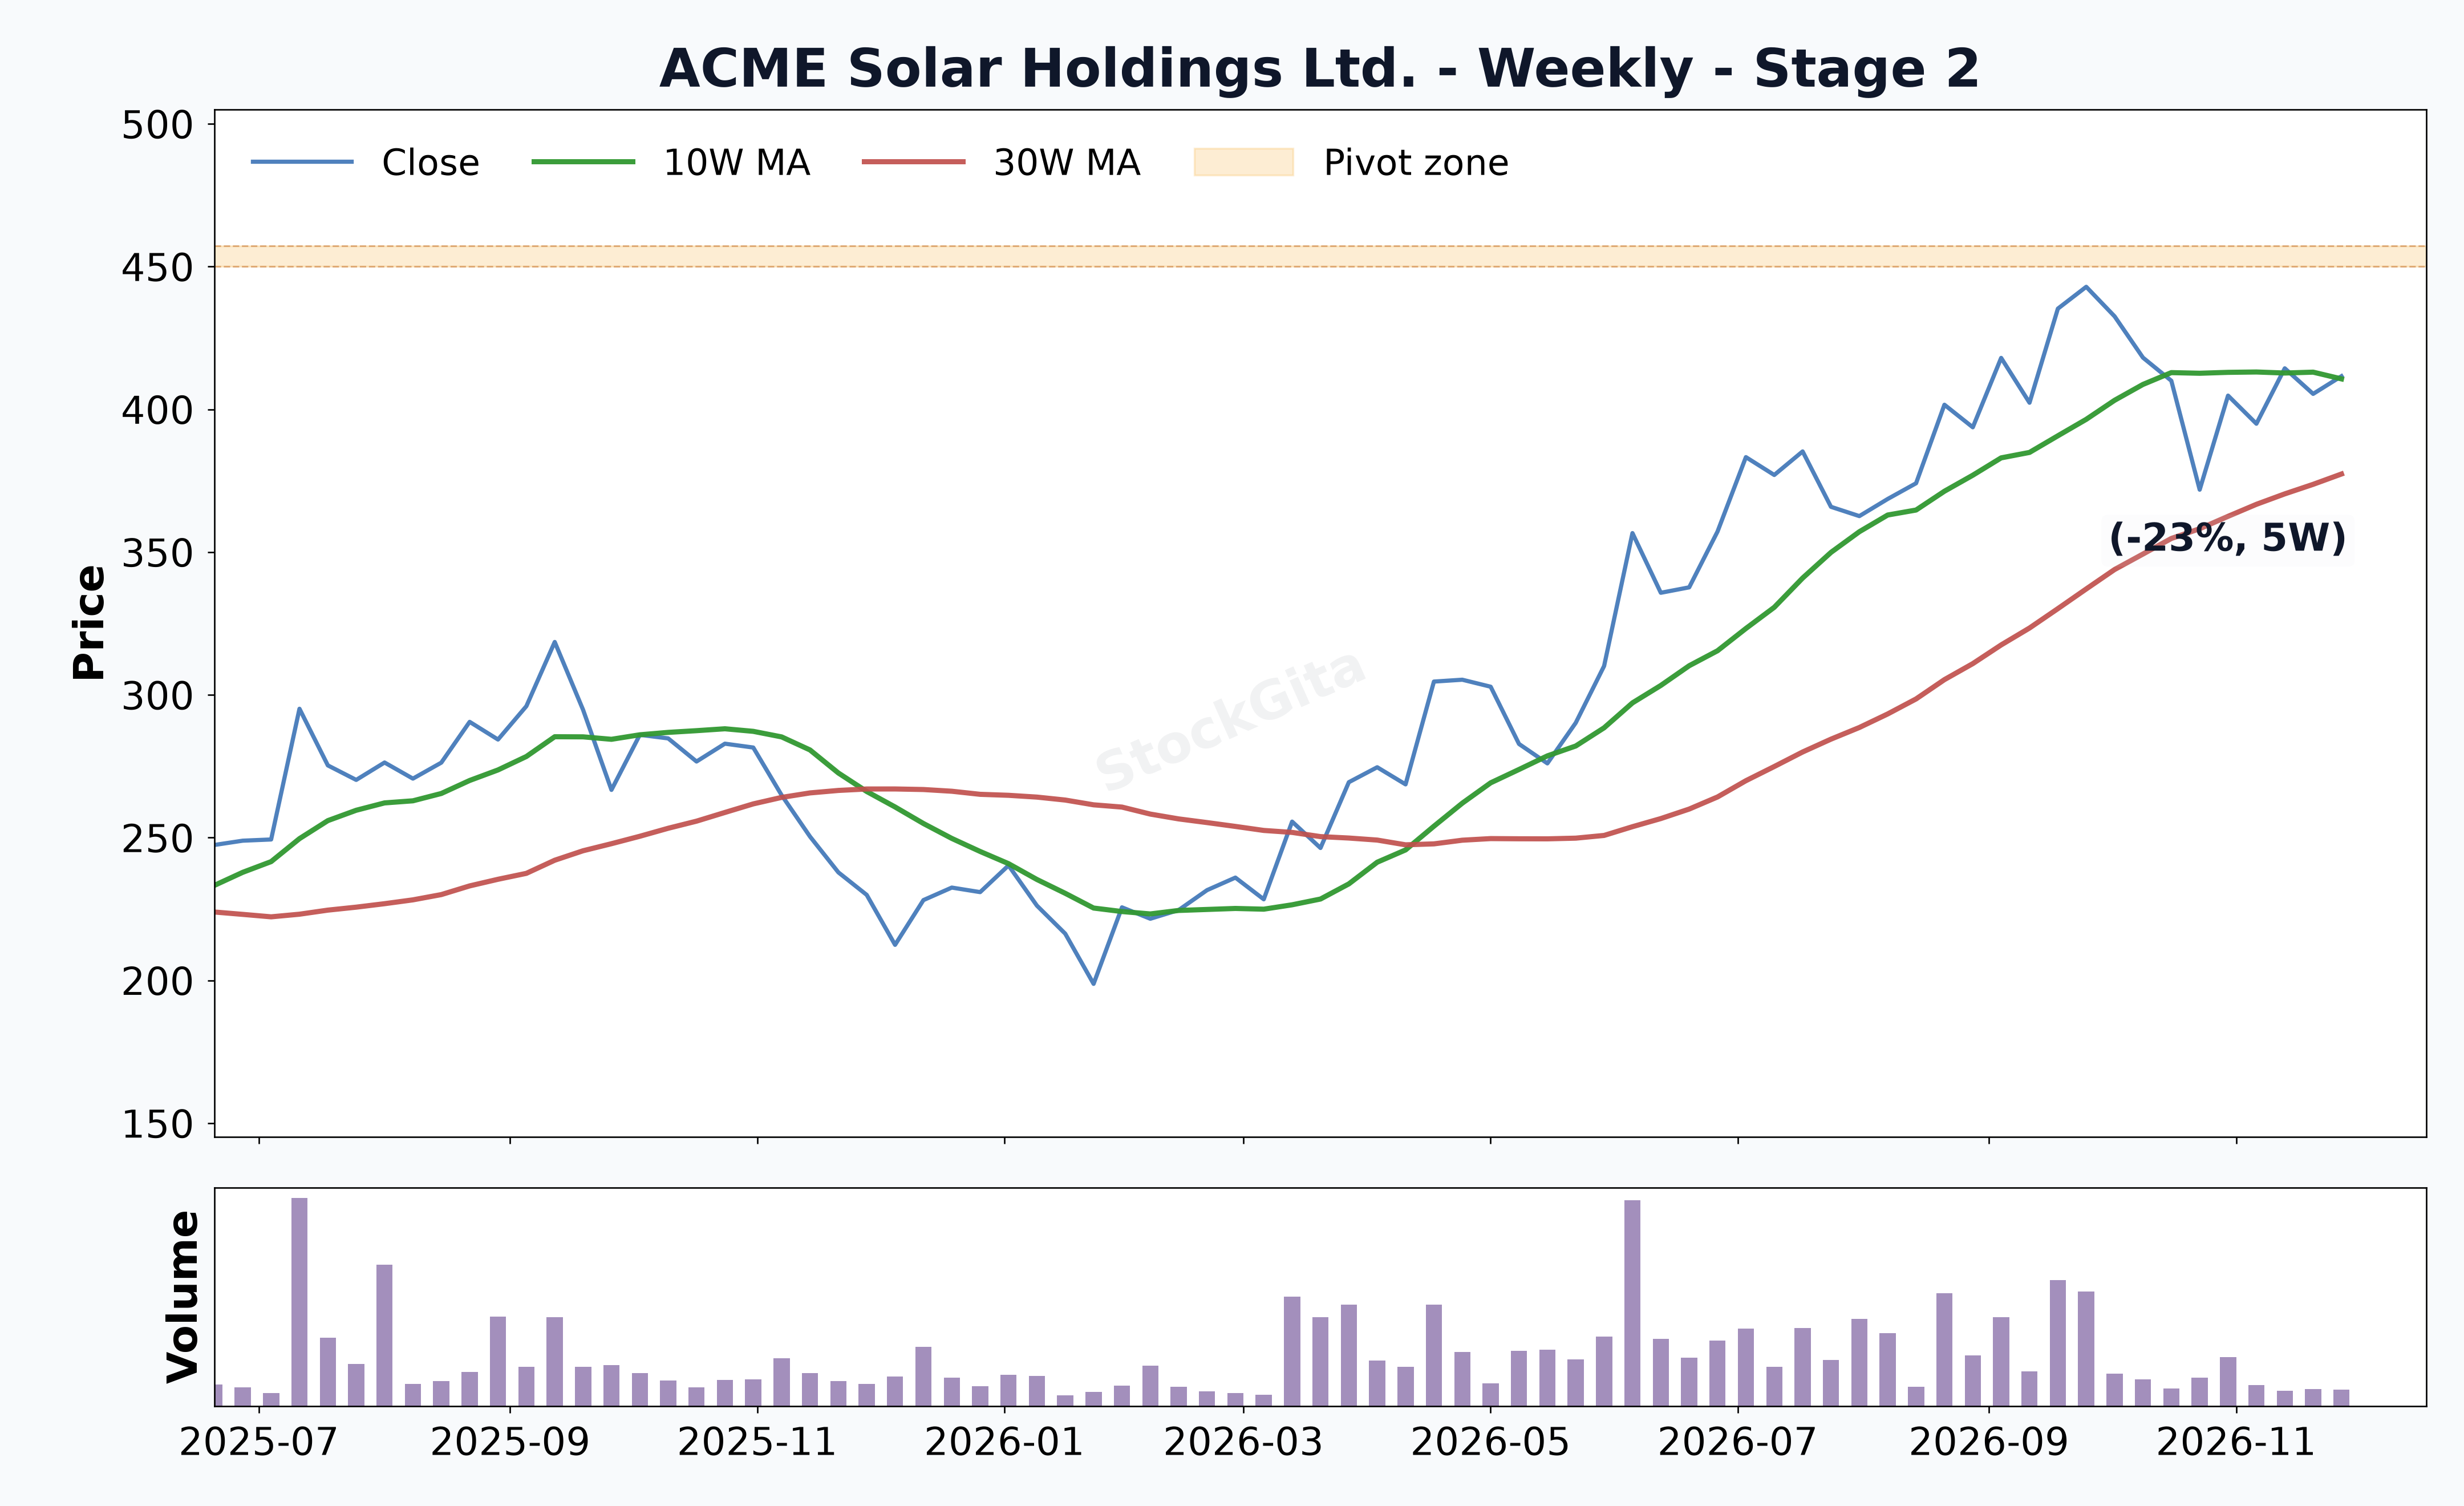 ACME Solar Holdings Ltd. - Weekly - Stage 2
Close 10W MA 30W MA Pivot zone
500
450
400
350
300
250
200
150
Price
(-23%, 5W)
StockGita
Volume
2025-07 2025-09 2025-11 2026-01 2026-03 2026-05 2026-07 2026-09 2026-11